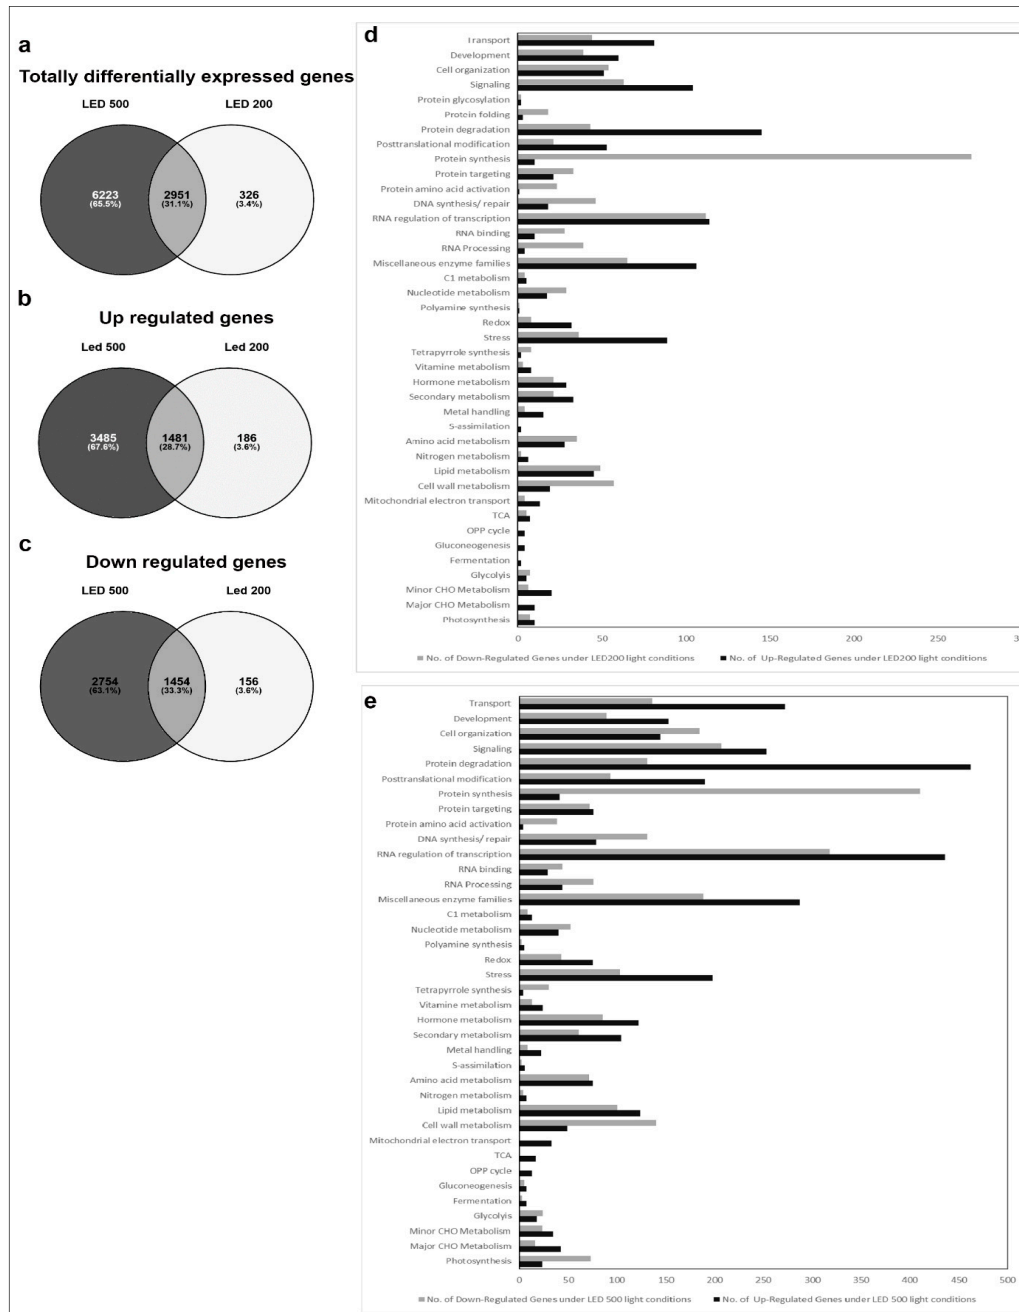 a
Totally differentially expressed genes
LED 500 LED 200
6223 2951 326
(65.5%) (31.1%) (3.4%)
b
Up regulated genes
Led 500 Led 200
3485 1481 186
(67.6%) (28.7%) (3.6%)
c
Down regulated genes
LED 500 Led 200
2754 1454 156
(63.1%) (33.3%) (3.6%)
d
Transport
Development
Cell organization
Signaling
Protein glycosylation
Protein folding
Protein degradation
Posttranslational modification
Protein synthesis
Protein targeting
Protein amino acid activation
DNA synthesis/ repair
RNA regulation of transcription
RNA binding
RNA Processing
Miscellaneous enzyme families
C1 metabolism
Nucleotide metabolism
Polyamine synthesis
Redox
Stress
Tetrapyrrole synthesis
Vitamine metabolism
Hormone metabolism
Secondary metabolism
Metal handling
S-assimilation
Amino acid metabolism
Nitrogen metabolism
Lipid metabolism
Cell wall metabolism
Mitochondrial electron transport
TCA
OPP cycle
Gluconeogenesis
Fermentation
Glycolyis
Minor CHO Metabolism
Major CHO Metabolism
Photosynthesis
0 50 100 150 200 250
No. of Down-Regulated Genes under LED200 light conditions No. of Up-Regulated Genes under LED200 light conditions
e
Transport
Development
Cell organization
Signaling
Protein degradation
Posttranslational modification
Protein synthesis
Protein targeting
Protein amino acid activation
DNA synthesis/ repair
RNA regulation of transcription
RNA binding
RNA Processing
Miscellaneous enzyme families
C1 metabolism
Nucleotide metabolism
Polyamine synthesis
Redox
Stress
Tetrapyrrole synthesis
Vitamine metabolism
Hormone metabolism
Secondary metabolism
Metal handling
S-assimilation
Amino acid metabolism
Nitrogen metabolism
Lipid metabolism
Cell wall metabolism
Mitochondrial electron transport
TCA
OPP cycle
Gluconeogenesis
Fermentation
Glycolyis
Minor CHO Metabolism
Major CHO Metabolism
Photosynthesis
0 50 100 150 200 250 300 350 400 450 500
No. of Down-Regulated Genes under LED 500 light conditions No. of Up-Regulated Genes under LED 500 light conditions